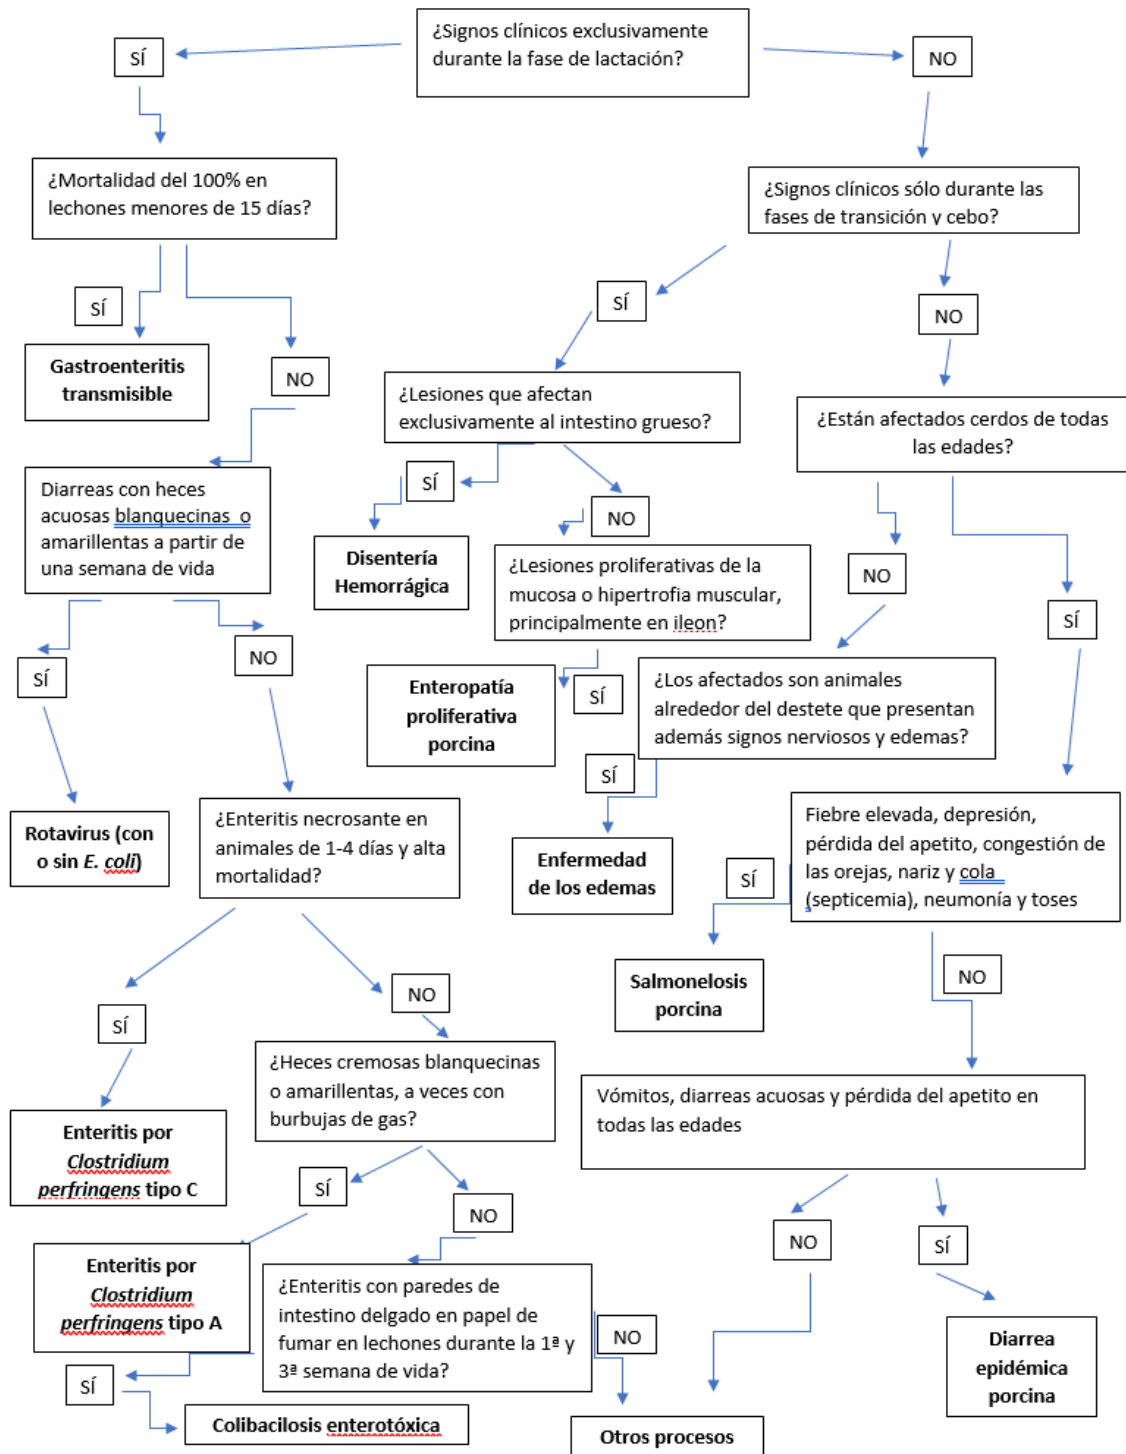 ¿Signos clínicos exclusivamente
durante la fase de lactación?
SÍ
NO
¿Mortalidad del 100% en
lechones menores de 15 días?
¿Signos clínicos sólo durante las
fases de transición y cebo?
SÍ
SÍ
NO
Gastroenteritis
transmisible
NO
¿Lesiones que afectan
exclusivamente al intestino grueso?
¿Están afectados cerdos de todas
las edades?
Diarreas con heces
acuosas blanquecinas o
amarillentas a partir de
una semana de vida
SÍ
NO
Disentería
Hemorrágica
¿Lesiones proliferativas de la
mucosa o hipertrofia muscular,
principalmente en ileon?
NO
SÍ
SÍ
NO
Enteropatía
proliferativa
porcina
SÍ
¿Los afectados son animales
alrededor del destete que presentan
además signos nerviosos y edemas?
SÍ
Rotavirus (con
o sin E. coli)
¿Enteritis necrosante en
animales de 1-4 días y alta
mortalidad?
Enfermedad
de los edemas
Fiebre elevada, depresión,
pérdida del apetito, congestión de
las orejas, nariz y cola
(septicemia), neumonía y toses
SÍ
Salmonelosis
porcina
NO
SÍ
NO
¿Heces cremosas blanquecinas
o amarillentas, a veces con
burbujas de gas?
Vómitos, diarreas acuosas y pérdida del apetito en
todas las edades
Enteritis por
Clostridium
perfringens tipo C
SÍ
NO
NO
SÍ
Enteritis por
Clostridium
perfringens tipo A
¿Enteritis con paredes de
intestino delgado en papel de
fumar en lechones durante la 1ª y
3ª semana de vida?
NO
Diarrea
epidémica
porcina
SÍ
Colibacilosis enterotóxica
Otros procesos